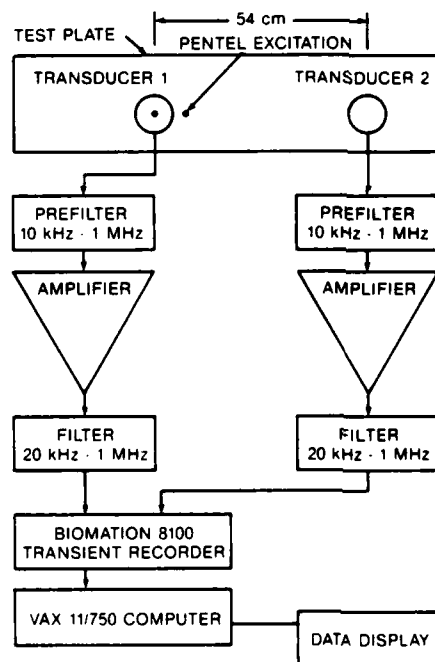 54 cm
TEST PLATE
PENTEL EXCITATION
TRANSDUCER 1
TRANSDUCER 2
PREFILTER
10 kHz - 1 MHz
PREFILTER
10 kHz - 1 MHz
AMPLIFIER
AMPLIFIER
FILTER
20 kHz - 1 MHz
FILTER
20 kHz - 1 MHz
BIOMATION 8100
TRANSIENT RECORDER
VAX 11/750 COMPUTER
DATA DISPLAY